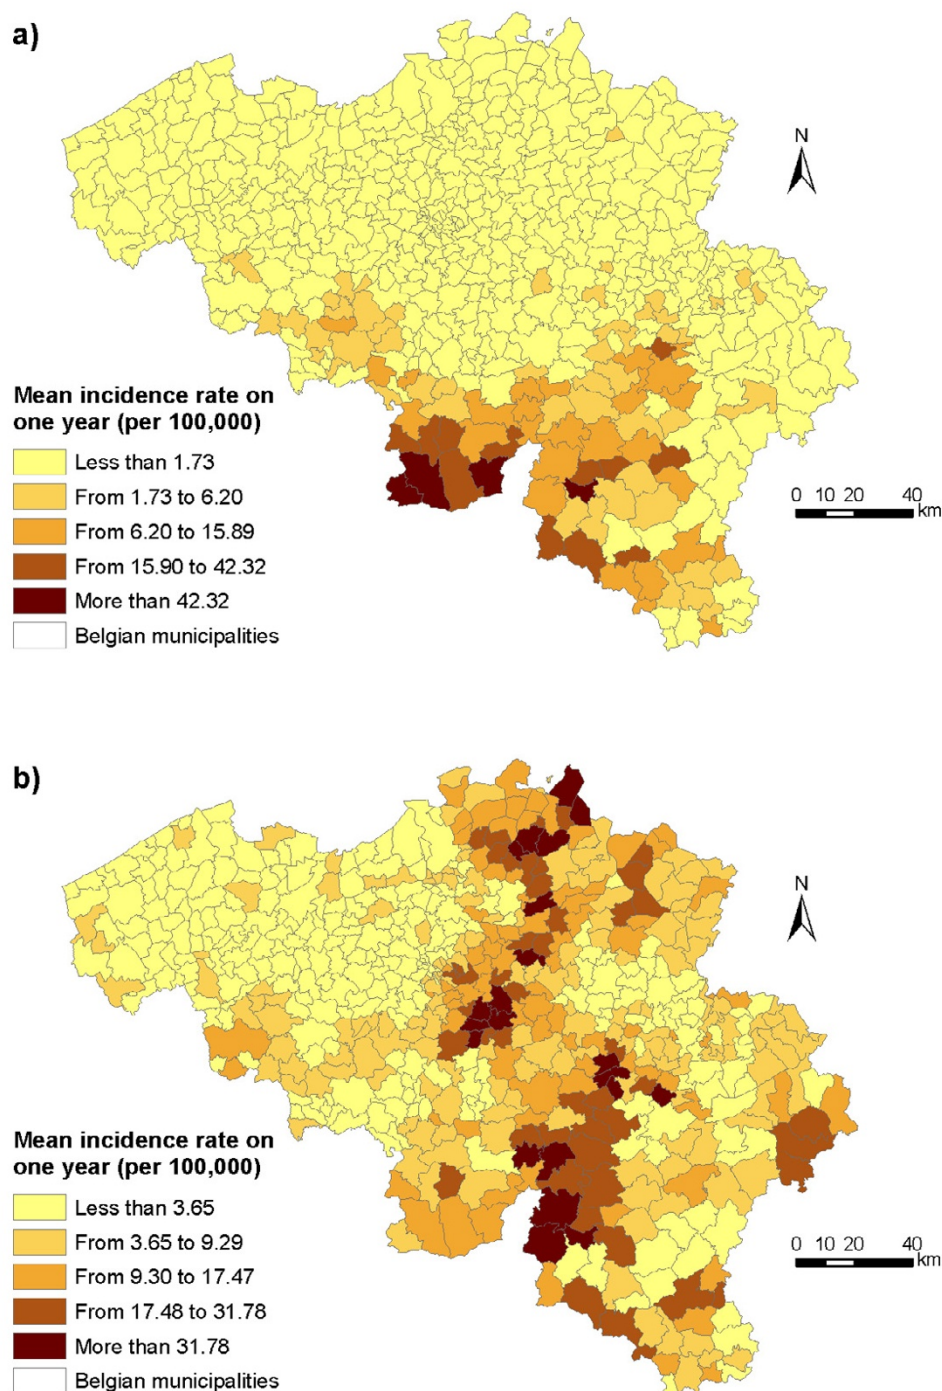 a)
N
Mean incidence rate on
one year (per 100,000)
Less than 1.73
From 1.73 to 6.20
From 6.20 to 15.89
From 15.90 to 42.32
More than 42.32
Belgian municipalities
0 10 20 40
km
b)
N
Mean incidence rate on
one year (per 100,000)
Less than 3.65
From 3.65 to 9.29
From 9.30 to 17.47
From 17.48 to 31.78
More than 31.78
Belgian municipalities
0 10 20 40
km